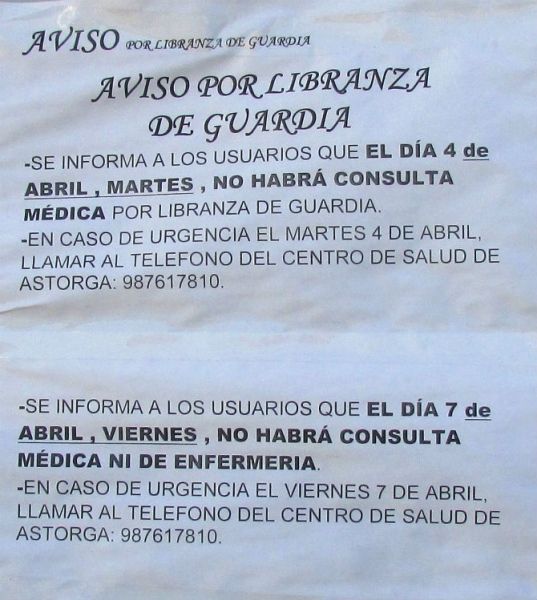 AVISO POR LIBRANZA DE GUARDIA
AVISO POR LIBRANZA
DE GUARDIA
-SE INFORMA A LOS USUARIOS QUE EL DÍA 4 de
ABRIL , MARTES , NO HABRÁ CONSULTA
MÉDICA POR LIBRANZA DE GUARDIA.
-EN CASO DE URGENCIA EL MARTES 4 DE ABRIL,
LLAMAR AL TELEFONO DEL CENTRO DE SALUD DE
ASTORGA: 987617810.
-SE INFORMA A LOS USUARIOS QUE EL DÍA 7 de
ABRIL , VIERNES , NO HABRÁ CONSULTA
MÉDICA NI DE ENFERMERIA.
-EN CASO DE URGENCIA EL VIERNES 7 DE ABRIL,
LLAMAR AL TELEFONO DEL CENTRO DE SALUD DE
ASTORGA: 987617810.